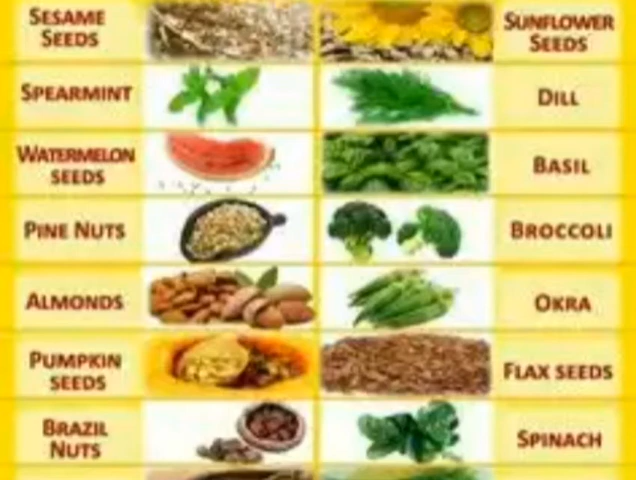 SESAME
SEEDS
SUNFLOWER
SEEDS
SPEARMINT
DILL
WATERMELON
SEEDS
BASIL
PINE NUTS
BROCCOLI
ALMONDS
OKRA
PUMPKIN
SEEDS
FLAX SEEDS
BRAZIL
NUTS
SPINACH